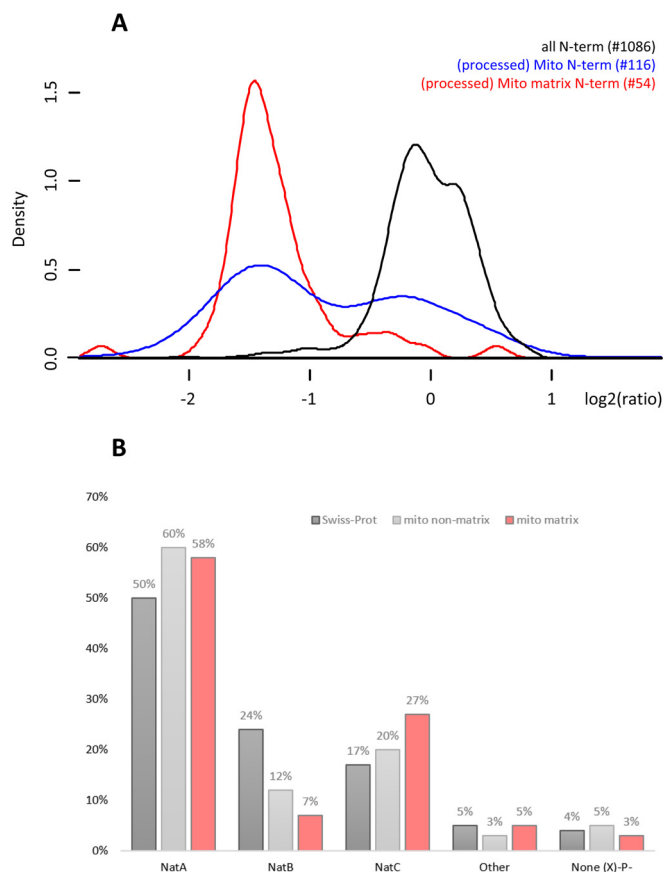 A
all N-term (#1086)
(processed) Mito N-term (#116)
(processed) Mito matrix N-term (#54)
1.5
1.0
0.5
0.0
Density
-2 -1 0 1 log2(ratio)
B
70%
60%
50%
40%
30%
20%
10%
0%
Swiss-Prot mito non-matrix mito matrix
50% 60% 58%
24% 12% 7%
17% 20% 27%
5% 3% 5%
4% 5% 3%
NatA NatB NatC Other None (X)-P-